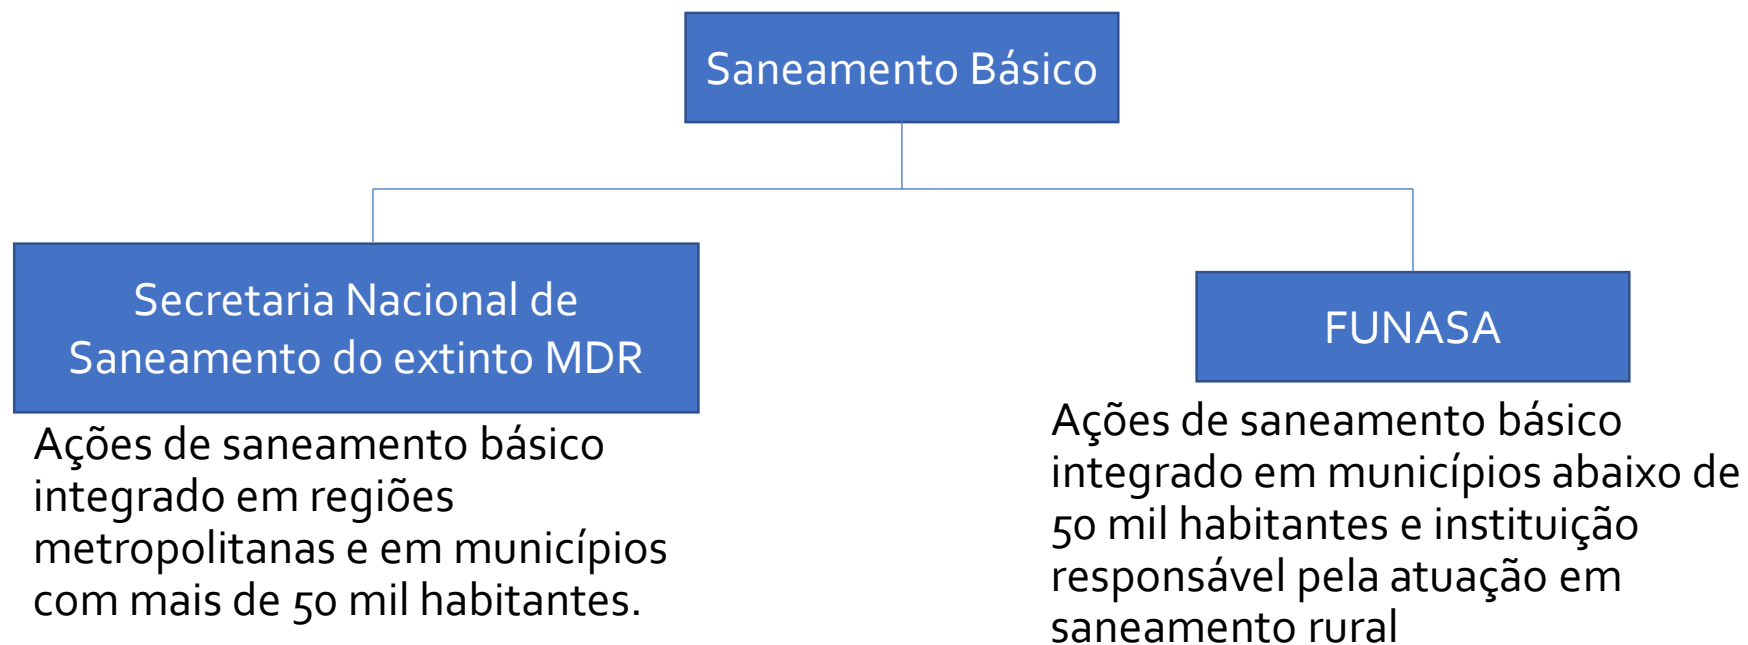 Saneamento Básico
Secretaria Nacional de
Saneamento do extinto MDR
Ações de saneamento básico
integrado em regiões
metropolitanas e em municípios
com mais de 50 mil habitantes.
FUNASA
Ações de saneamento básico
integrado em municípios abaixo de
50 mil habitantes e instituição
responsável pela atuação em
saneamento rural